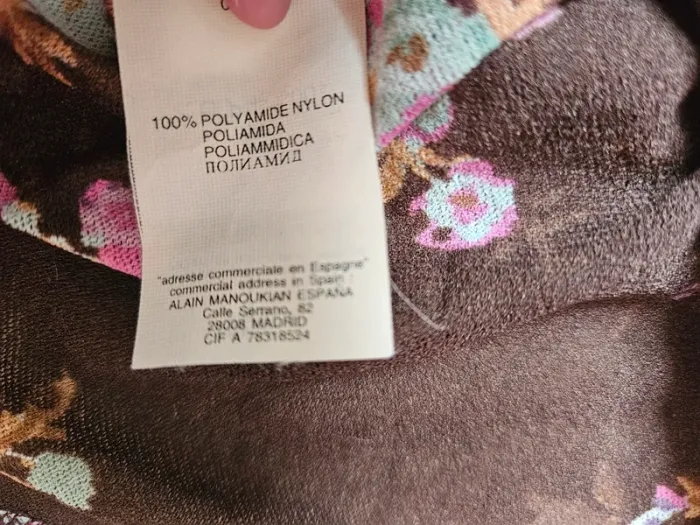 100% POLYAMIDE NYLON
POLIAMIDA
POLIAMMIDICA
ПОЛИАМИД
"adresse commerciale en Espagne"
commercial address in Spain :
ALAIN MANOUKIAN ESPANA
Calle Serrano, 82
28008 MADRID
CIF A 78318524